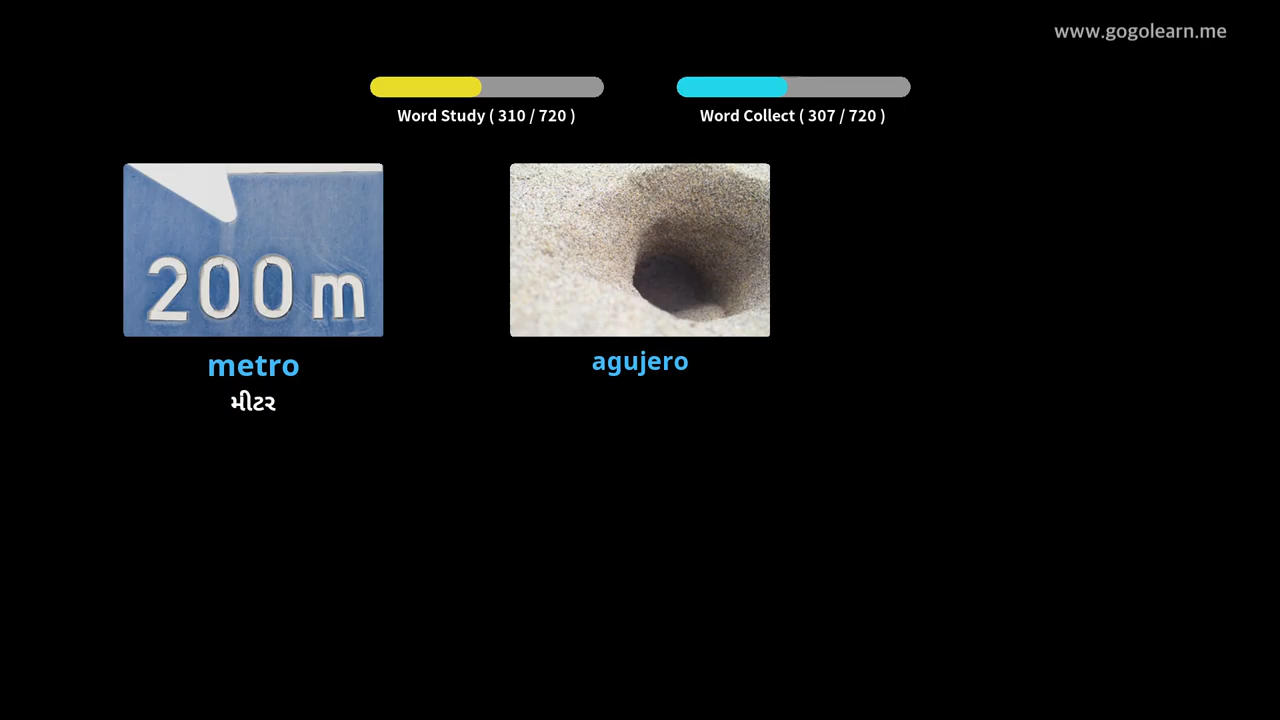 www.gogolearn.me
Word Study ( 310 / 720 )
Word Collect ( 307 / 720 )
200 m
metro
મીટર
agujero